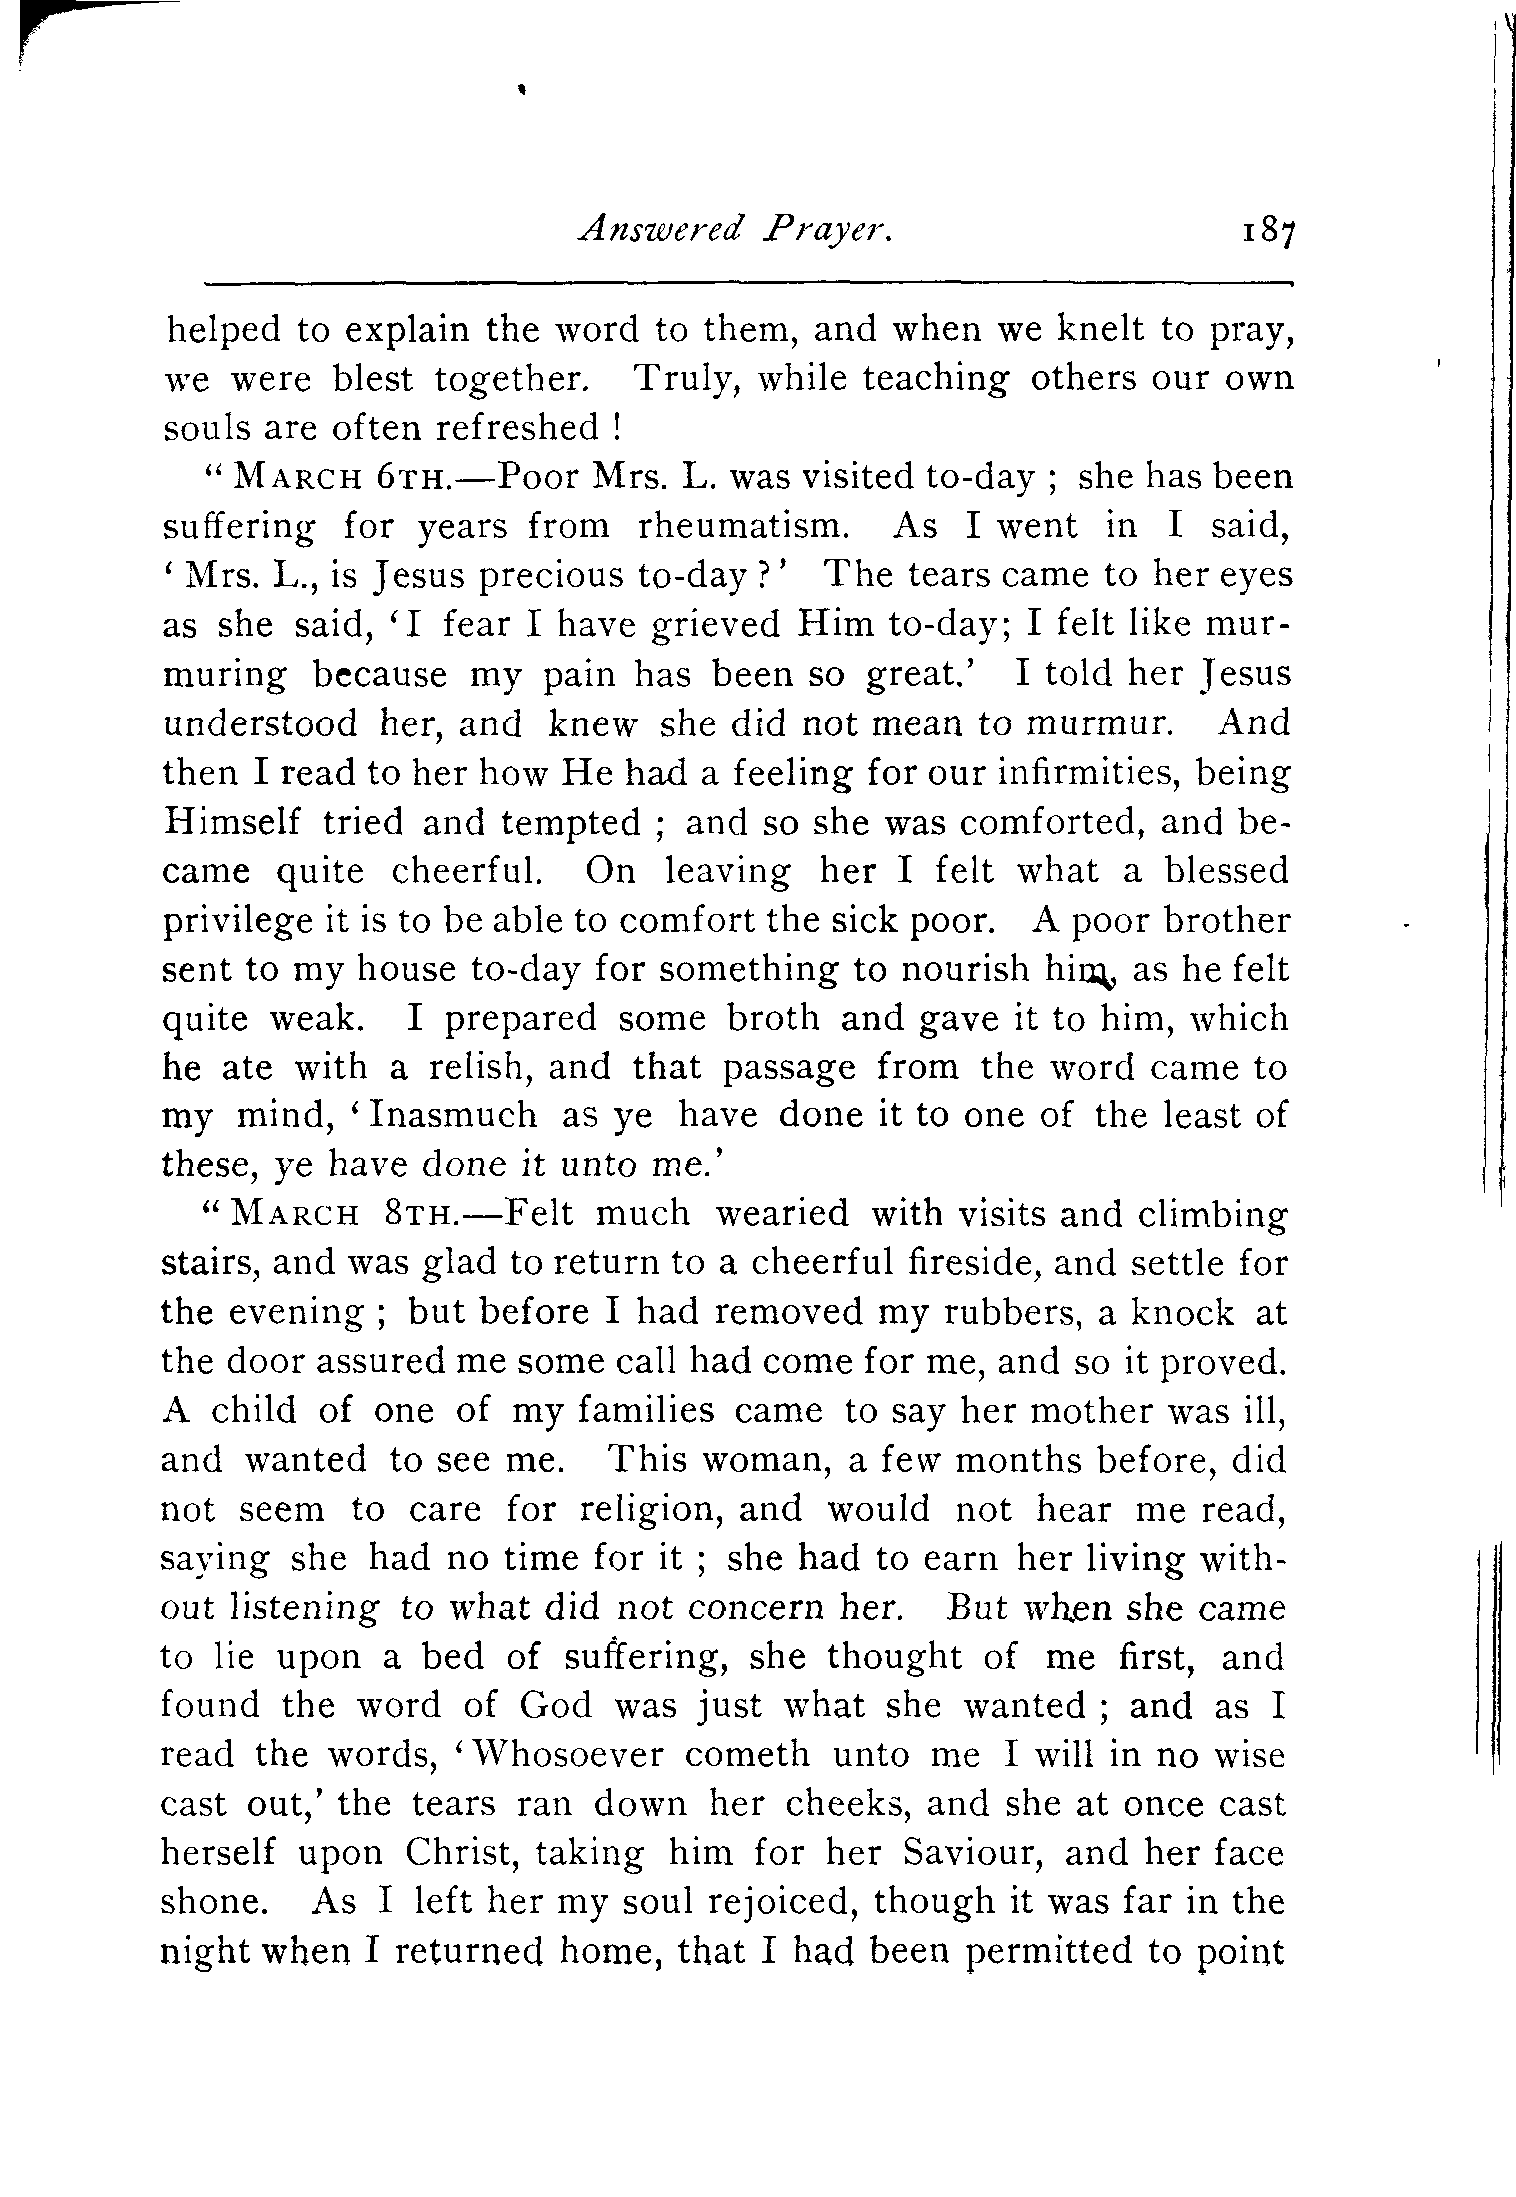 Answered Prayer. 187
helped to explain the word to them, and when we knelt to pray,
we were blest together. Truly, while teaching others our own
souls are often refreshed !
“ MARCH 6TH.—Poor Mrs. L. was visited to-day ; she has been
suffering for years from rheumatism. As I went in I said,
‘ Mrs. L., is Jesus precious to-day ?’ The tears came to her eyes
as she said, ‘I fear I have grieved Him to-day; I felt like mur-
muring because my pain has been so great.’ I told her Jesus
understood her, and knew she did not mean to murmur. And
then I read to her how He had a feeling for our infirmities, being
Himself tried and tempted ; and so she was comforted, and be-
came quite cheerful. On leaving her I felt what a blessed
privilege it is to be able to comfort the sick poor. A poor brother
sent to my house to-day for something to nourish him, as he felt
quite weak. I prepared some broth and gave it to him, which
he ate with a relish, and that passage from the word came to
my mind, ‘Inasmuch as ye have done it to one of the least of
these, ye have done it unto me.’
“ MARCH 8TH.—Felt much wearied with visits and climbing
stairs, and was glad to return to a cheerful fireside, and settle for
the evening ; but before I had removed my rubbers, a knock at
the door assured me some call had come for me, and so it proved.
A child of one of my families came to say her mother was ill,
and wanted to see me. This woman, a few months before, did
not seem to care for religion, and would not hear me read,
saying she had no time for it ; she had to earn her living with-
out listening to what did not concern her. But when she came
to lie upon a bed of suffering, she thought of me first, and
found the word of God was just what she wanted ; and as I
read the words, ‘Whosoever cometh unto me I will in no wise
cast out,’ the tears ran down her cheeks, and she at once cast
herself upon Christ, taking him for her Saviour, and her face
shone. As I left her my soul rejoiced, though it was far in the
night when I returned home, that I had been permitted to point